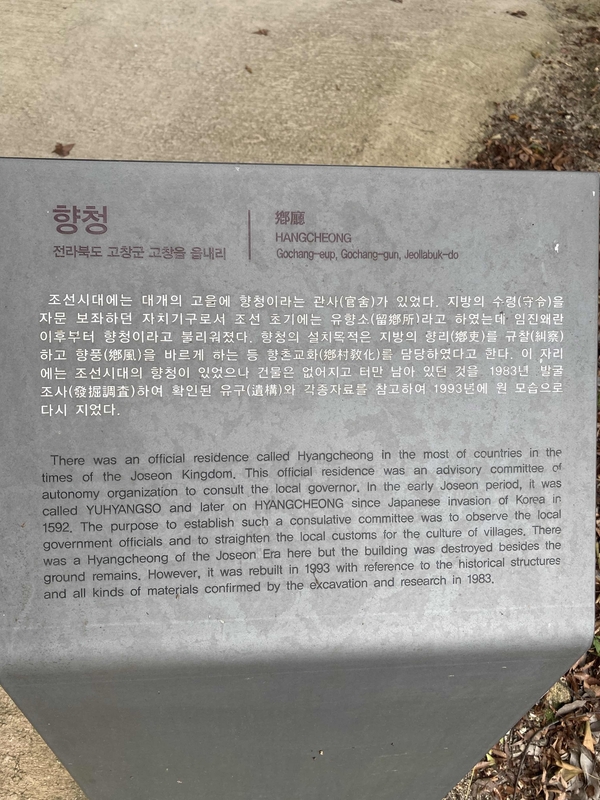 향청
전라북도 고창군 고창읍 읍내리
鄕廳
HANGCHEONG
Gochang-eup, Gochang-gun, Jeollabuk-do
조선시대에는 대개의 고을에 향청이라는 관사(官舍)가 있었다. 지방의 수령(守令)을
자문 보좌하던 자치기구로서 조선 초기에는 유향소(留鄕所)라고 하였는데 임진왜란
이후부터 향청이라고 불리워졌다. 향청의 설치목적은 지방의 향리(鄕吏)를 규찰(糾察)
하고 향풍(鄕風)을 바르게 하는 등 향촌교화(鄕村敎化)를 담당하였다고 한다. 이 자리
에는 조선시대의 향청이 있었으나 건물은 없어지고 터만 남아 있던 것을 1983년 발굴
조사(發掘調査)하여 확인된 유구(遺構)와 각종자료를 참고하여 1993년에 원 모습으로
다시 지었다.
There was an official residence called Hyangcheong in the most of countries in the
times of the Joseon Kingdom. This official residence was an advisory committee of
autonomy organization to consult the local governor. In the early Joseon period, it was
called YUHYANGSO and later on HYANGCHEONG since Japanese invasion of Korea in
1592. The purpose to establish such a consulative committee was to observe the local
government officials and to straighten the local customs for the culture of villages. There
was a Hyangcheong of the Joseon Era here but the building was destroyed besides the
ground remains. However, it was rebuilt in 1993 with reference to the historical structures
and all kinds of materials confirmed by the excavation and research in 1983.